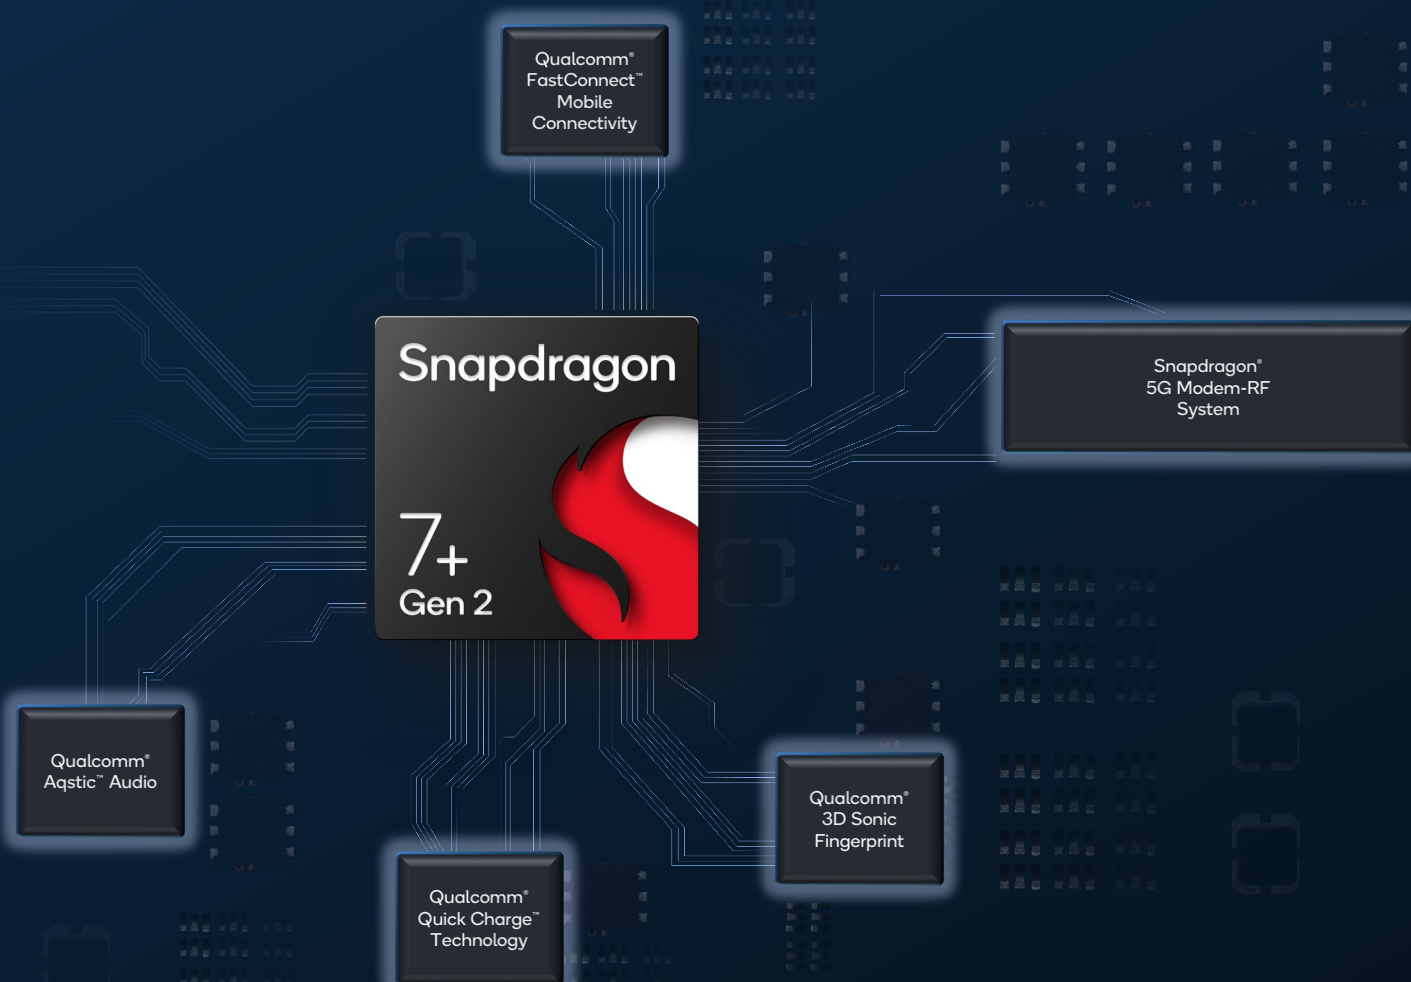 Qualcomm®
FastConnect™
Mobile
Connectivity
Snapdragon
7+
Gen 2
Snapdragon®
5G Modem-RF
System
Qualcomm®
Aqstic™ Audio
Qualcomm®
3D Sonic
Fingerprint
Qualcomm®
Quick Charge™
Technology